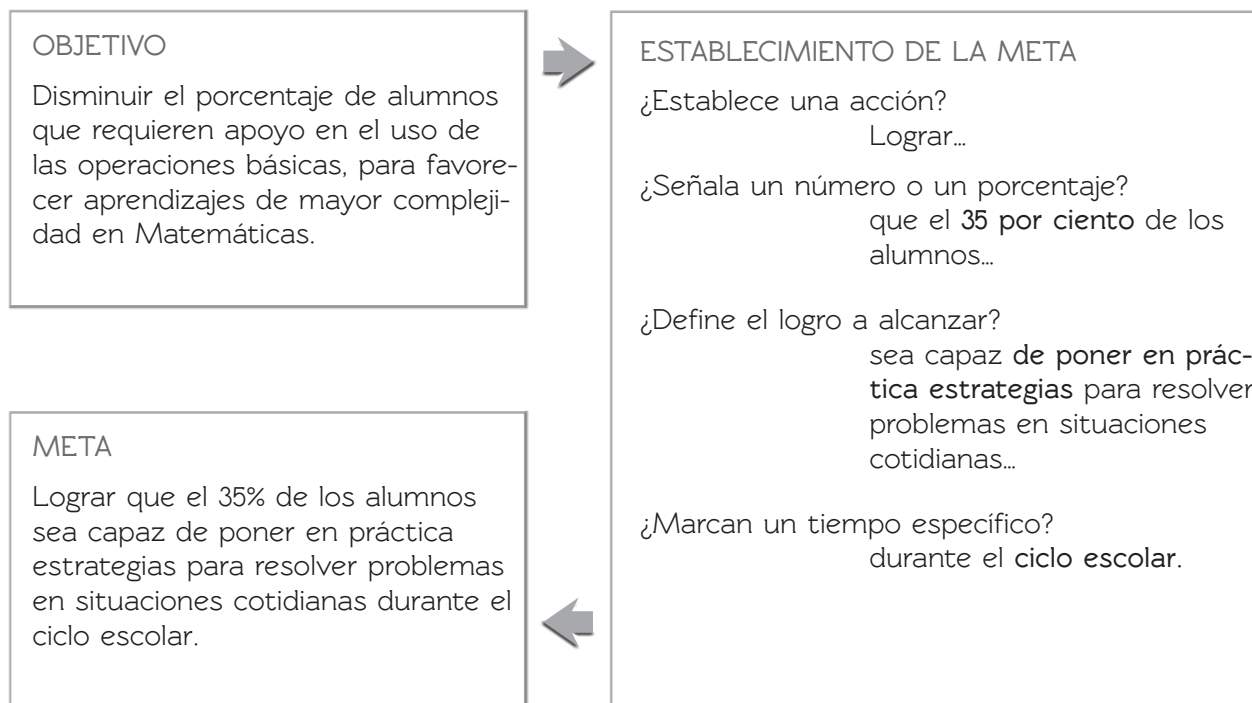 OBJETIVO
Disminuir el porcentaje de alumnos
que requieren apoyo en el uso de
las operaciones básicas, para favore-
cer aprendizajes de mayor compleji-
dad en Matemáticas.
ESTABLECIMIENTO DE LA META
¿Establece una acción?
Lograr...
¿Señala un número o un porcentaje?
que el 35 por ciento de los
alumnos...
¿Define el logro a alcanzar?
sea capaz de poner en prác-
tica estrategias para resolver
problemas en situaciones
cotidianas...
¿Marcan un tiempo específico?
durante el ciclo escolar.
META
Lograr que el 35% de los alumnos
sea capaz de poner en práctica
estrategias para resolver problemas
en situaciones cotidianas durante el
ciclo escolar.